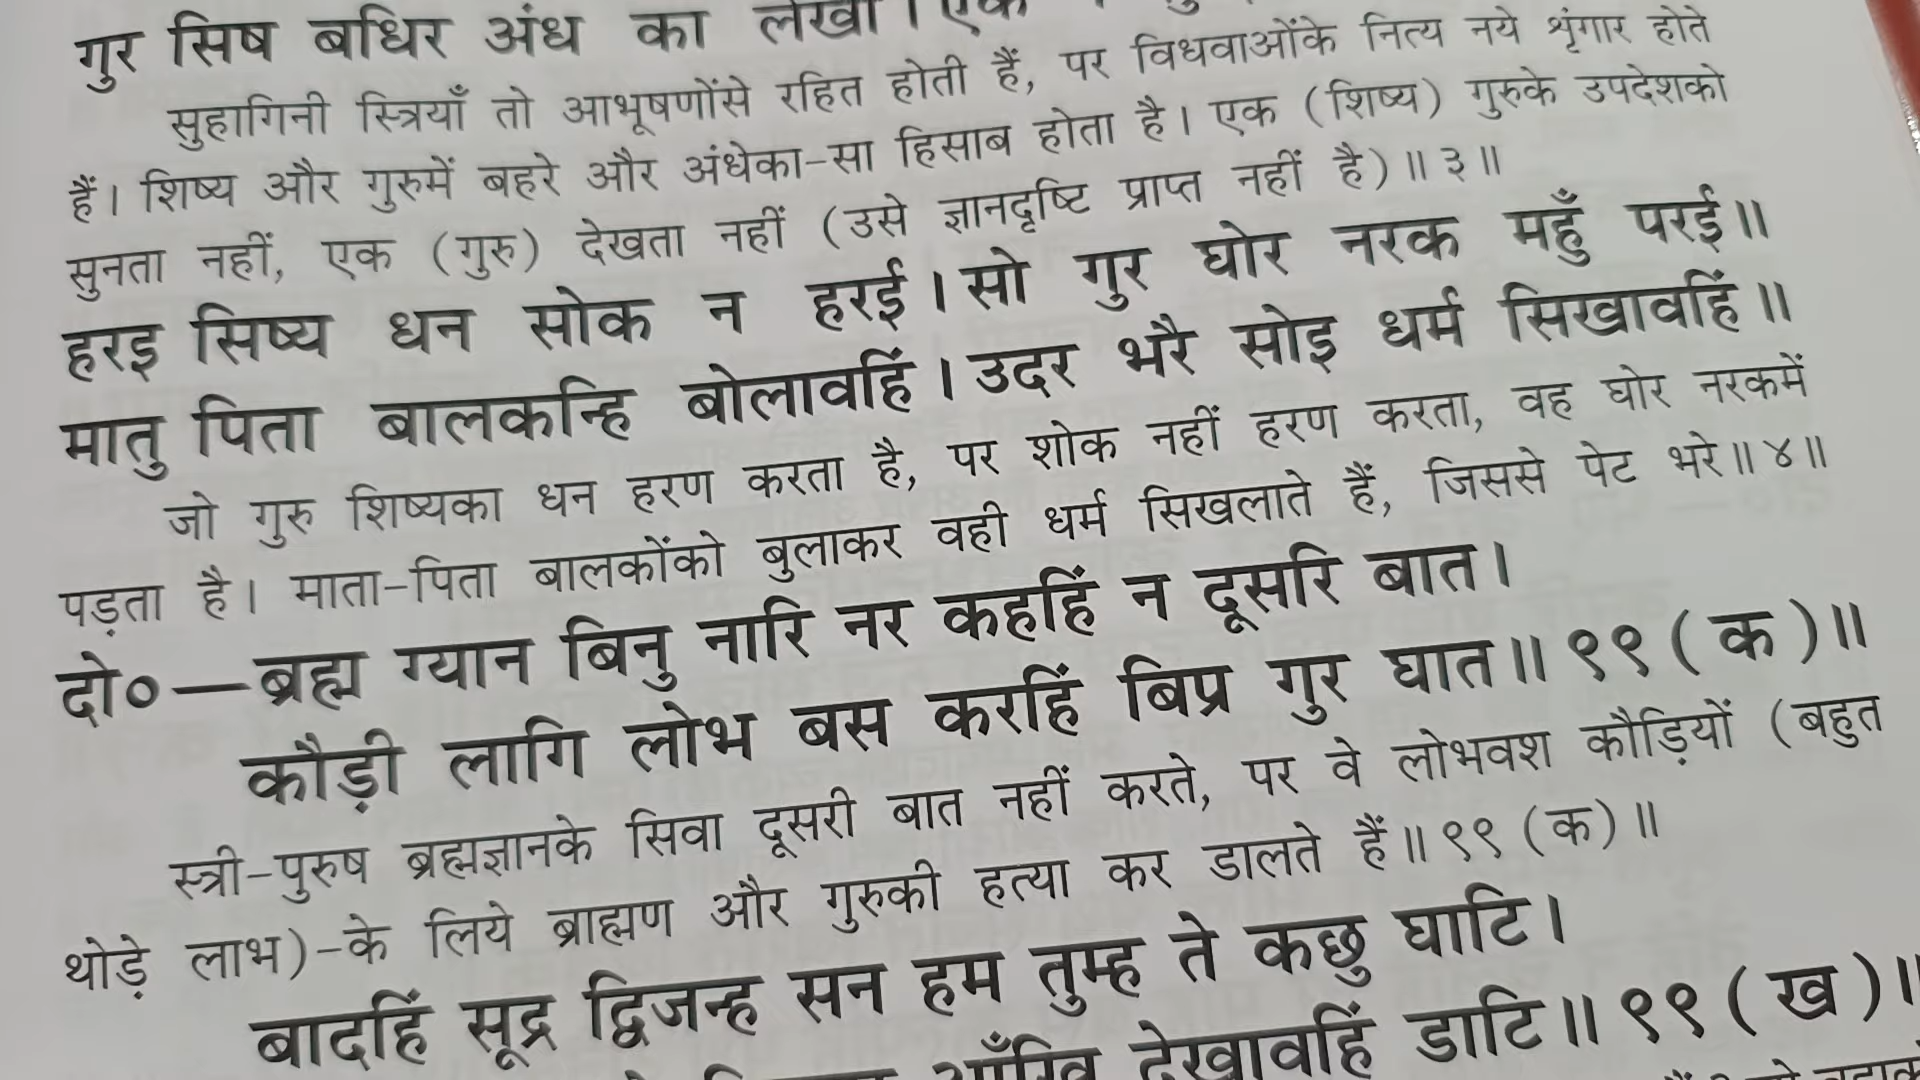 गुर सिष बधिर अंध का लेखा। एक
सुहागिनी स्त्रियाँ तो आभूषणोंसे रहित होती हैं, पर विधवाओंके नित्य नये शृंगार होते
हैं। शिष्य और गुरुमें बहरे और अंधेका-सा हिसाब होता है। एक (शिष्य) गुरुके उपदेशको
सुनता नहीं, एक (गुरु) देखता नहीं (उसे ज्ञानदृष्टि प्राप्त नहीं है)॥ ३॥
हरइ सिष्य धन सोक न हरई। सो गुर घोर नरक महुँ परई॥
मातु पिता बालकन्हि बोलावहिं। उदर भरै सोइ धर्म सिखावहिं॥
जो गुरु शिष्यका धन हरण करता है, पर शोक नहीं हरण करता, वह घोर नरकमें
पड़ता है। माता-पिता बालकोंको बुलाकर वही धर्म सिखलाते हैं, जिससे पेट भरे॥ ४॥
दो०—ब्रह्म ग्यान बिनु नारि नर कहहिं न दूसरि बात।
कौड़ी लागि लोभ बस करहिं बिप्र गुर घात॥ ९९ (क)॥
स्त्री-पुरुष ब्रह्मज्ञानके सिवा दूसरी बात नहीं करते, पर वे लोभवश कौड़ियों (बहुत
थोड़े लाभ)-के लिये ब्राह्मण और गुरुकी हत्या कर डालते हैं॥ ९९ (क)॥
बादहिं सूद्र द्विजन्ह सन हम तुम्ह ते कछु घाटि।
आँखि देखावहिं डाटि॥ ९९ (ख)॥